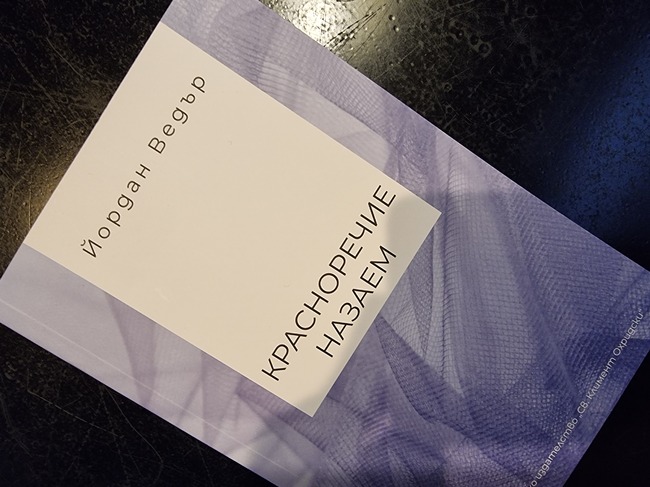 Йордан Ведър
КРАСНОРЕЧИЕ
НАЗАЕМ
издателство „Св. Климент Охридски“